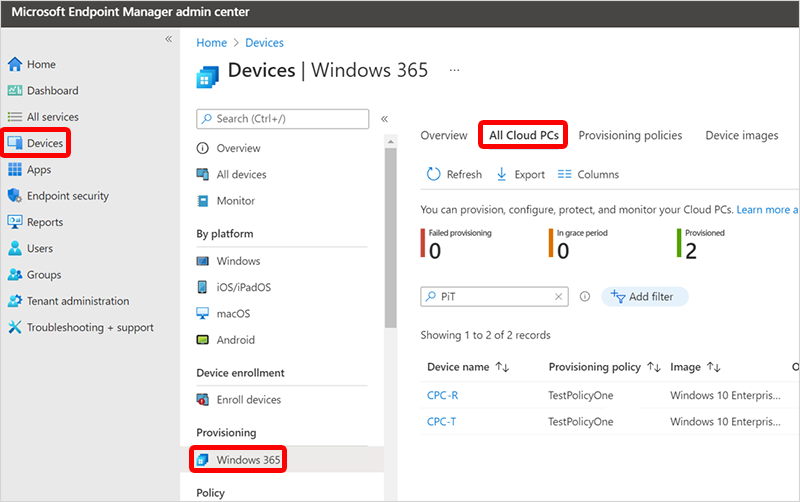 Microsoft Endpoint Manager admin center
Home
Dashboard
All services
Devices
Apps
Endpoint security
Reports
Users
Groups
Tenant administration
Troubleshooting + support
Home > Devices
Devices | Windows 365 ...
Search (Ctrl+/)
Overview
All devices
Monitor
By platform
Windows
iOS/iPadOS
macOS
Android
Device enrollment
Enroll devices
Provisioning
Windows 365
Policy
Overview All Cloud PCs Provisioning policies Device images
Refresh Export Columns
You can provision, configure, protect, and monitor your Cloud PCs. Learn more a
Failed provisioning In grace period Provisioned
0 0 2
PiT Add filter
Showing 1 to 2 of 2 records
Device name Provisioning policy Image O
CPC-R TestPolicyOne Windows 10 Enterpris...
CPC-T TestPolicyOne Windows 10 Enterpris...